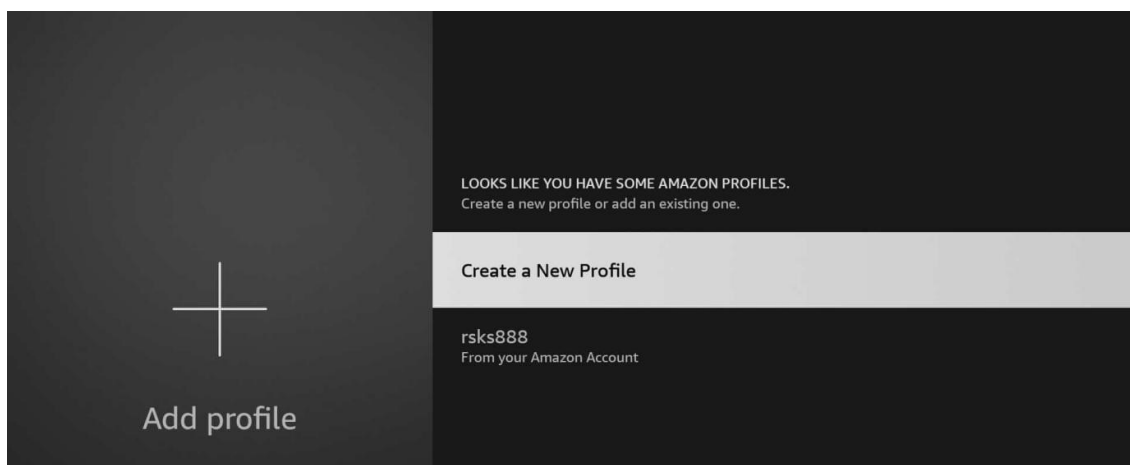 LOOKS LIKE YOU HAVE SOME AMAZON PROFILES.
Create a new profile or add an existing one.
Create a New Profile
rsks888
From your Amazon Account
Add profile